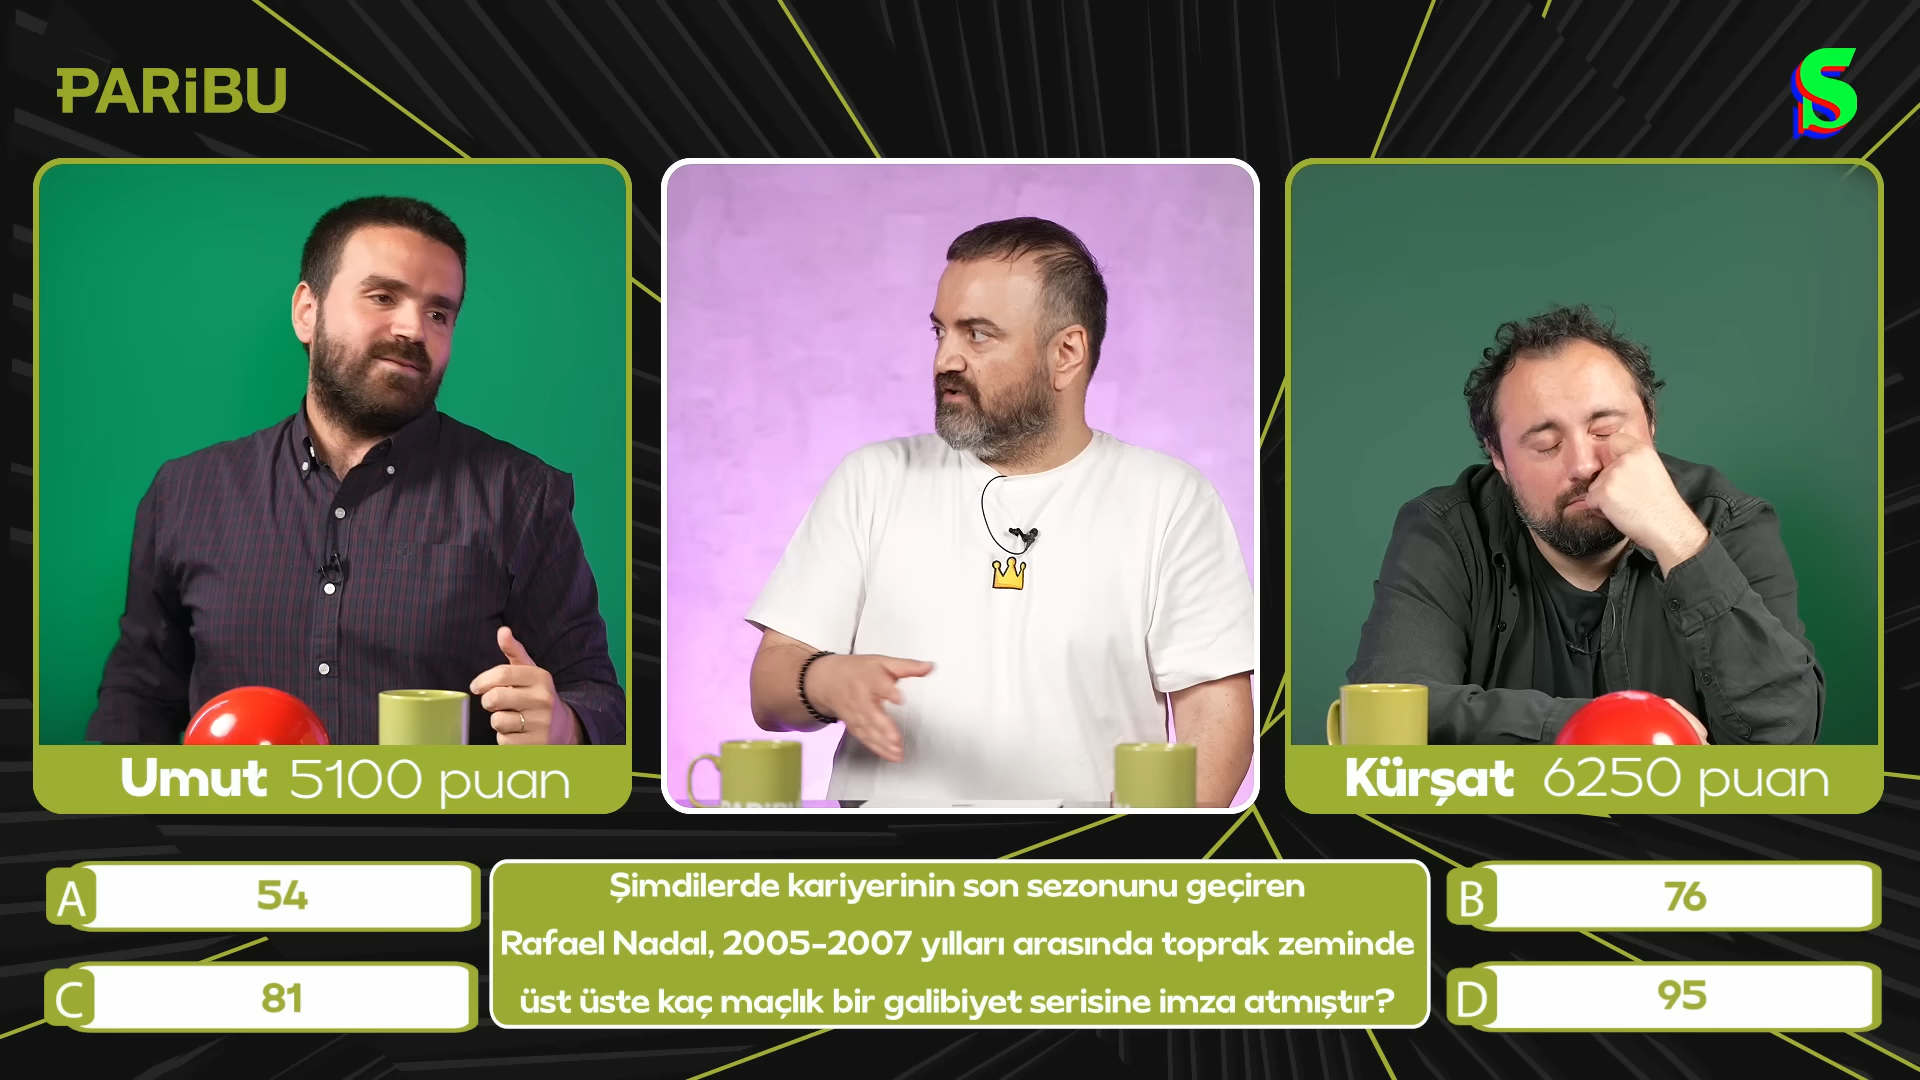 PARiBU
S
Umut 5100 puan
Kürşat 6250 puan
A 54
Şimdilerde kariyerinin son sezonunu geçiren
Rafael Nadal, 2005-2007 yılları arasında toprak zeminde
üst üste kaç maçlık bir galibiyet serisine imza atmıştır?
B 76
C 81
D 95